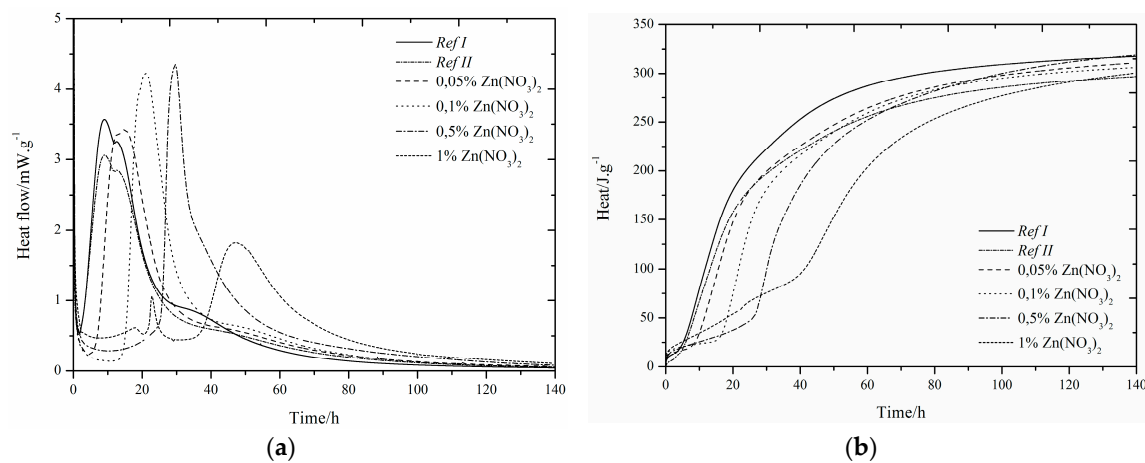 5
4
3
2
1
0
Heat flow/mW.g⁻¹
Ref I
Ref II
0,05% Zn(NO₃)₂
0,1% Zn(NO₃)₂
0,5% Zn(NO₃)₂
1% Zn(NO₃)₂
0 20 40 60 80 100 120 140
Time/h
(a)
350
300
250
200
150
100
50
0
Heat/J.g⁻¹
Ref I
Ref II
0,05% Zn(NO₃)₂
0,1% Zn(NO₃)₂
0,5% Zn(NO₃)₂
1% Zn(NO₃)₂
0 20 40 60 80 100 120 140
Time/h
(b)